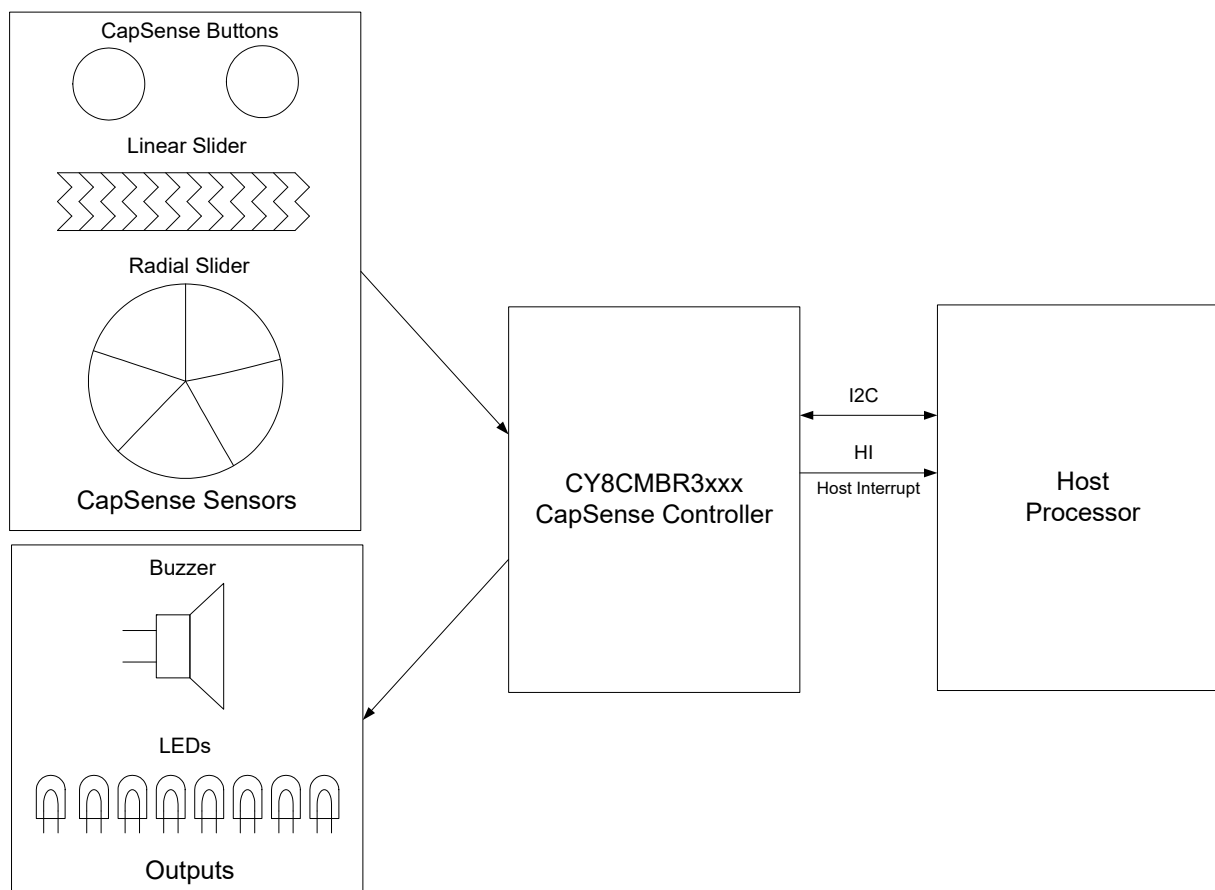 CapSense Buttons
Linear Slider
Radial Slider
CapSense Sensors
Buzzer
LEDs
Outputs
CY8CMBR3xxx
CapSense Controller
I2C
HI
Host Interrupt
Host
Processor